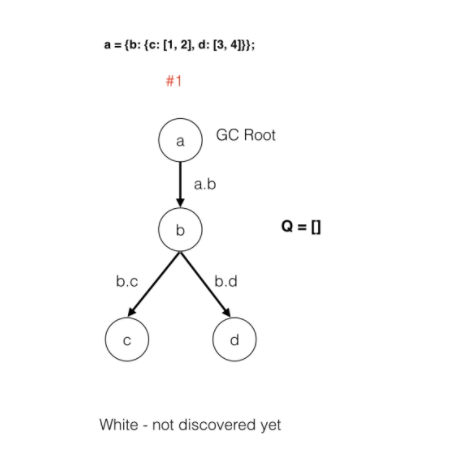 a = {b: {c: [1, 2], d: [3, 4]}};
#1
a
GC Root
a.b
b
Q = []
b.c
b.d
c
d
White - not discovered yet